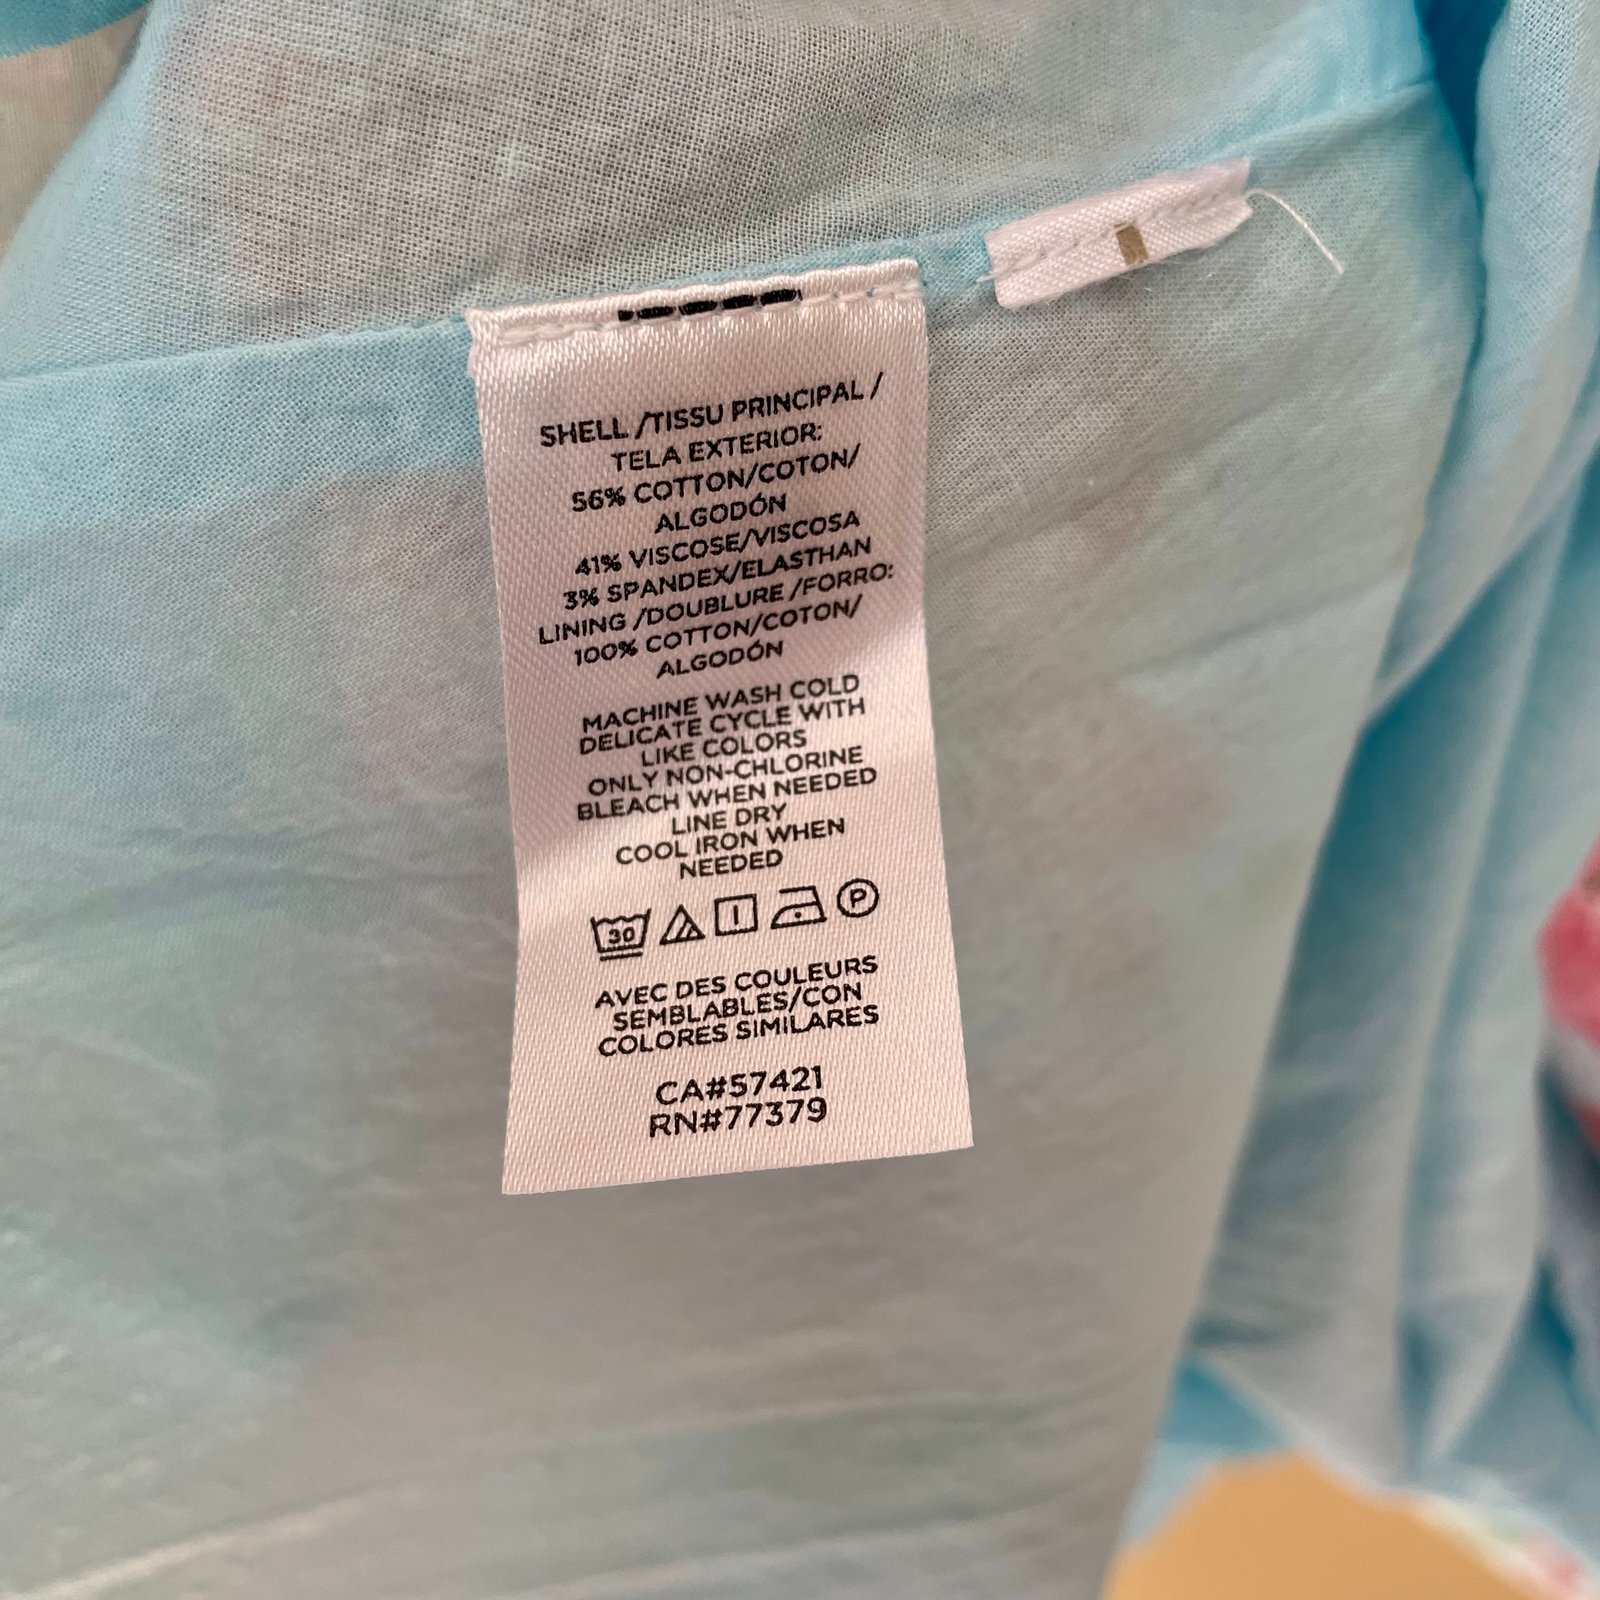 SHELL /TISSU PRINCIPAL /
TELA EXTERIOR:
56% COTTON/COTON/
ALGODÓN
41% VISCOSE/VISCOSA
3% SPANDEX/ELASTHAN
LINING /DOUBLURE /FORRO:
100% COTTON/COTON/
ALGODÓN
MACHINE WASH COLD
DELICATE CYCLE WITH
LIKE COLORS
ONLY NON-CHLORINE
BLEACH WHEN NEEDED
LINE DRY
COOL IRON WHEN
NEEDED
30 P
AVEC DES COULEURS
SEMBLABLES/CON
COLORES SIMILARES
CA#57421
RN#77379